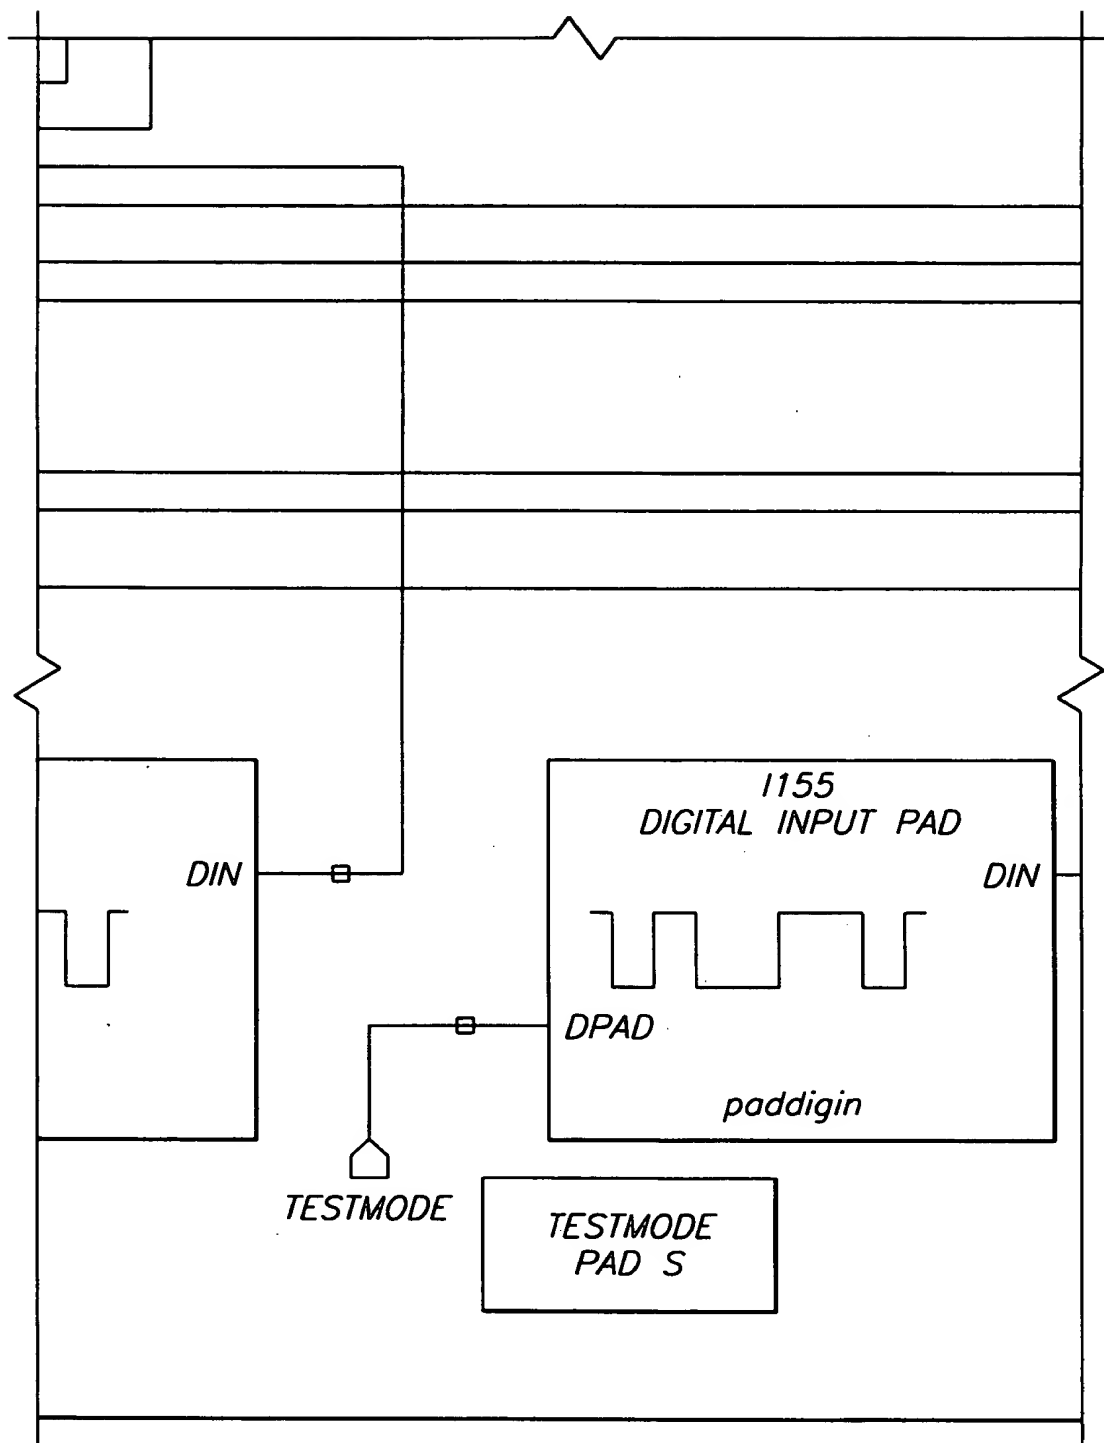 I155
DIGITAL INPUT PAD
DIN
DIN
DPAD
paddigin
TESTMODE
TESTMODE
PAD S